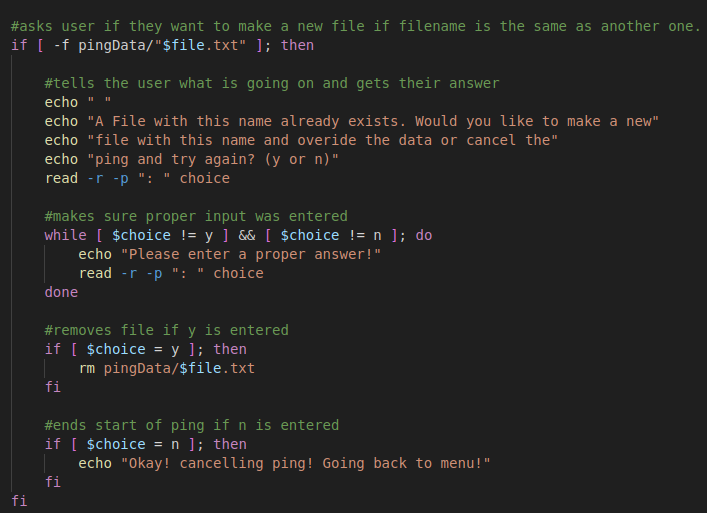 #asks user if they want to make a new file if filename is the same as another one.
if [ -f pingData/"$file.txt" ]; then
#tells the user what is going on and gets their answer
echo " "
echo "A File with this name already exists. Would you like to make a new"
echo "file with this name and overide the data or cancel the"
echo "ping and try again? (y or n)"
read -r -p ": " choice
#makes sure proper input was entered
while [ $choice != y ] && [ $choice != n ]; do
echo "Please enter a proper answer!"
read -r -p ": " choice
done
#removes file if y is entered
if [ $choice = y ]; then
rm pingData/$file.txt
fi
#ends start of ping if n is entered
if [ $choice = n ]; then
echo "Okay! cancelling ping! Going back to menu!"
fi
fi